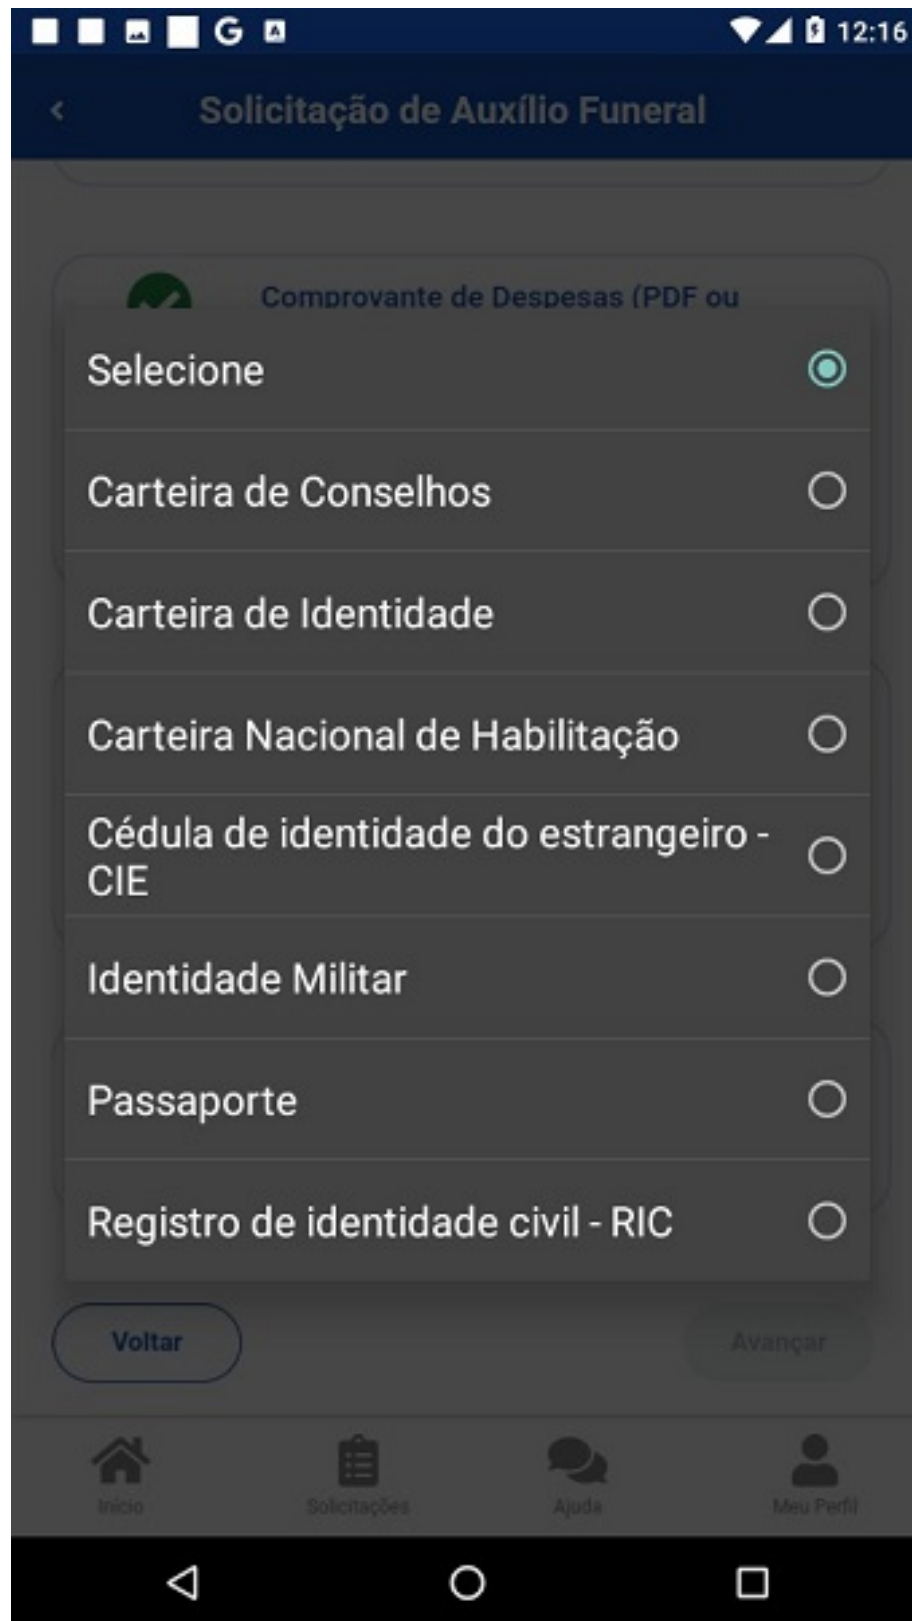 12:16
Solicitação de Auxílio Funeral
Comprovante de Despesas (PDF ou
Selecione
Carteira de Conselhos
Carteira de Identidade
Carteira Nacional de Habilitação
Cédula de identidade do estrangeiro -
CIE
Identidade Militar
Passaporte
Registro de identidade civil - RIC
Voltar Avançar
Início Solicitações Ajuda Meu Perfil